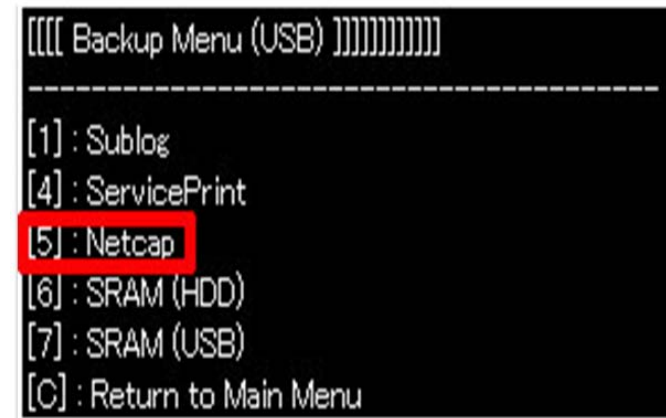 [[[[ Backup Menu (USB) ]]]]]]]]]]]]
--------------------------------------
[1] : Sublog
[4] : ServicePrint
[5] : Netcap
[6] : SRAM (HDD)
[7] : SRAM (USB)
[C] : Return to Main Menu